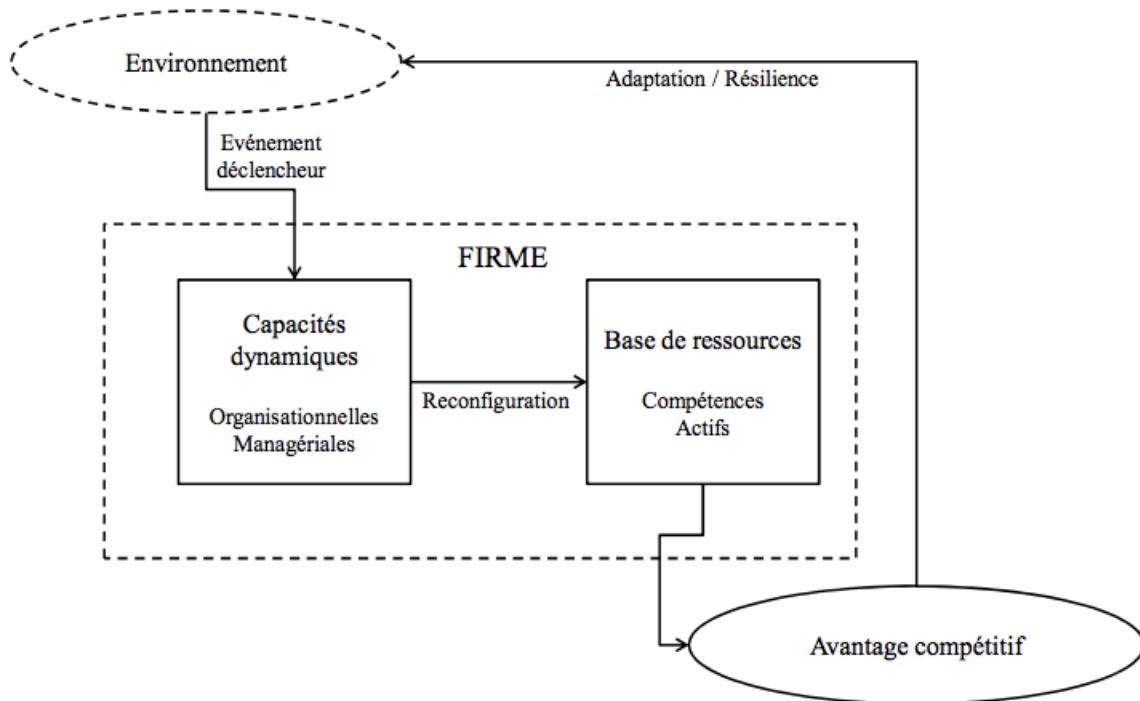 Environnement
Adaptation / Résilience
Evénement
déclencheur
FIRME
Capacités
dynamiques
Organisationnelles
Managériales
Reconfiguration
Base de ressources
Compétences
Actifs
Avantage compétitif